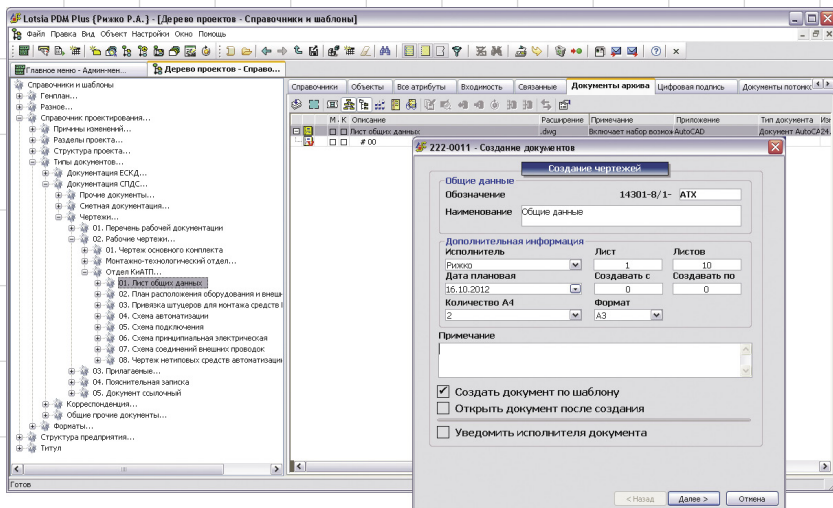 Lotsia PDM Plus {Рижко Р.А.} - [Дерево проектов - Справочники и шаблоны]
Файл Правка Вид Объект Настройки Окно Помощь
Главное меню - Админ-мен...
Дерево проектов - Справо...
Справочники и шаблоны
Генплан...
Разное...
Справочник проектирования...
Причины изменений...
Разделы проекта...
Структура проекта...
Типы документов...
Документация ЕСКД...
Документация СПДС...
Прочие документы...
Сметная документация...
Чертежи...
01. Перечень рабочей документации
02. Рабочие чертежи...
01. Чертеж основного комплекта
Монтажно-технологический отдел...
Отдел КиАТП...
01. Лист общих данных
02. План расположения оборудования и внешн
03. Привязка штуцеров для монтажа средств
04. Схема автоматизации
05. Схема подключения
06. Схема принципиальная электрическая
07. Схема соединений внешних проводок
08. Чертеж нетиповых средств автоматизации
03. Прилагаемые...
04. Пояснительная записка
05. Документ ссылочный
Корреспонденция...
Общие прочие документы...
Форматы...
Структура предприятия...
Титул
Готов
Справочники Объекты Все атрибуты Входимость Связанные Документы архива Цифровая подпись Документы потоков
М. К Описание Расширение Примечание Приложение Тип документа Изм
Лист общих данных .dwg Включает набор возмож AutoCAD Документ AutoCA 24.
# 00
222-0011 - Создание документов
Создание чертежей
Общие данные
Обозначение 14301-8/1- АТХ
Наименование Общие данные
Дополнительная информация
Исполнитель Лист Листов
Рижко 1 10
Дата плановая Создавать с Создавать по
16.10.2012 0 0
Количество А4 Формат
2 А3
Примечание
Создать документ по шаблону
Открыть документ после создания
Уведомить исполнителя документа
< Назад Далее > Отмена